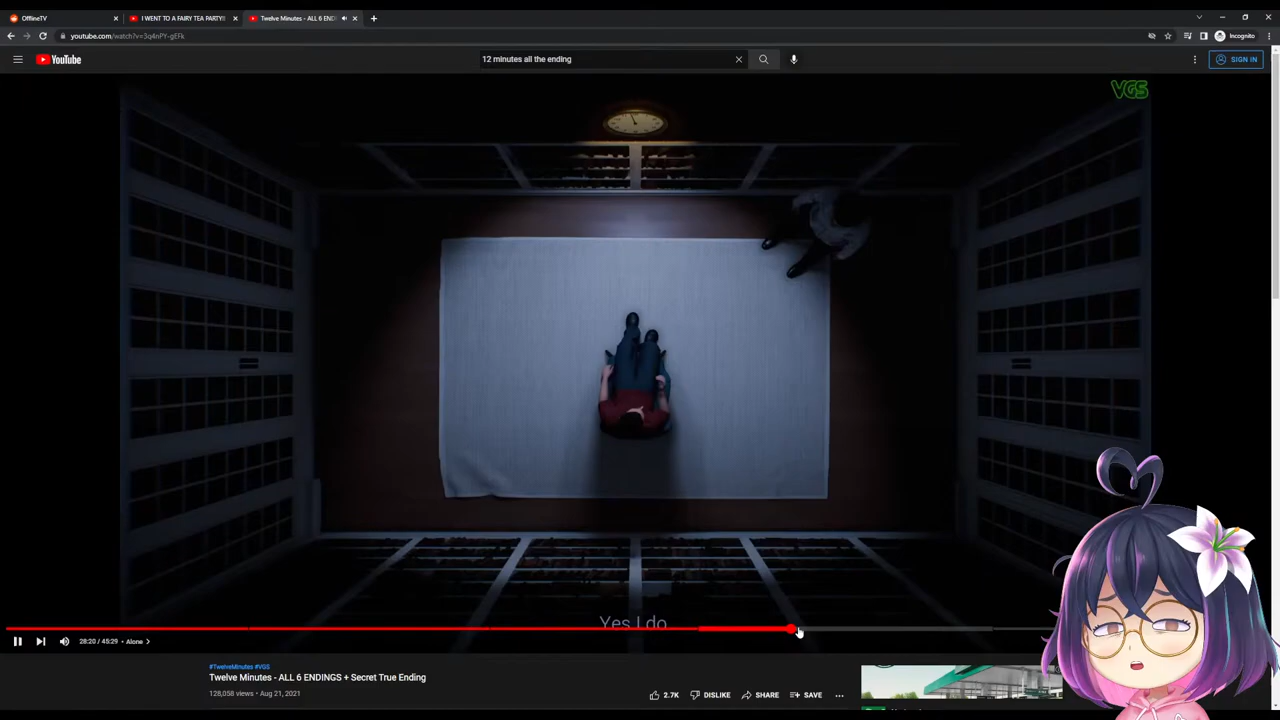 OfflineTV
I WENT TO A FAIRY TEA PARTY!!
Twelve Minutes - ALL 6 ENDI
youtube.com/watch?v=3q4nPY-gEFk
Incognito
YouTube
12 minutes all the ending
SIGN IN
VGS
Yes I do
28:20 / 45:29 • Alone
#TwelveMinutes #VGS
Twelve Minutes - ALL 6 ENDINGS + Secret True Ending
128,058 views • Aug 21, 2021
2.7K
DISLIKE
SHARE
SAVE